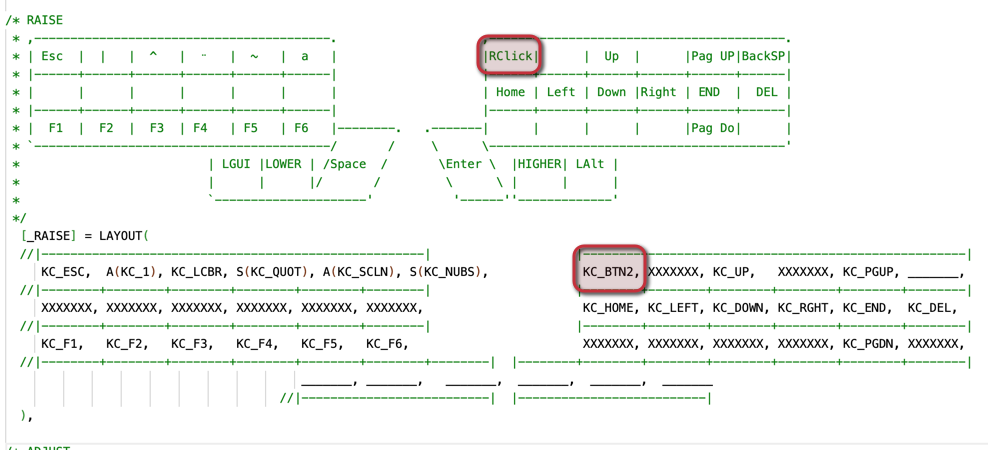 /* RAISE
 * ,-----------------------------------------.                    ,-----------------------------------------.
 * | Esc  |  |   |  ^   |  ¨   |  ~   |  a   |                    |RClick|      |  Up  |      |Pag UP|BackSP|
 * |------+------+------+------+------+------|                    |------+------+------+------+------+------|
 * |      |      |      |      |      |      |                    | Home | Left | Down |Right | END  |  DEL |
 * |------+------+------+------+------+------|                    |------+------+------+------+------+------|
 * |  F1  |  F2  |  F3  | F4   | F5   | F6   |--------.   .-------|      |      |      |      |Pag Do|      |
 * `-----------------------------------------/       /     \      \-----------------------------------------'
 *                         | LGUI |LOWER | /Space  /       \Enter \  |HIGHER| LAlt |
 *                         |      |      |/       /         \      \ |      |      |
 *                         `---------------------'           '------''-------------'
 */
[_RAISE] = LAYOUT(
//|-----------------------------------------------------|                    |-----------------------------------------------------|
KC_ESC,  A(KC_1), KC_LCBR, S(KC_QUOT), A(KC_SCLN), S(KC_NUBS),             KC_BTN2, XXXXXXX, KC_UP,   XXXXXXX, KC_PGUP, _______,
//|--------+--------+--------+--------+--------+--------|                    |--------+--------+--------+--------+--------+--------|
XXXXXXX, XXXXXXX, XXXXXXX, XXXXXXX, XXXXXXX, XXXXXXX,                      KC_HOME, KC_LEFT, KC_DOWN, KC_RGHT, KC_END,  KC_DEL,
//|--------+--------+--------+--------+--------+--------|                    |--------+--------+--------+--------+--------+--------|
KC_F1,   KC_F2,   KC_F3,   KC_F4,   KC_F5,   KC_F6,                        XXXXXXX, XXXXXXX, XXXXXXX, XXXXXXX, KC_PGDN, XXXXXXX,
//|--------+--------+--------+--------+--------+--------+--------|  |--------+--------+--------+--------+--------+--------+--------|
_______, _______,  _______,  _______,  _______,  _______
//|--------------------------|  |--------------------------|
),
/* ADJUST